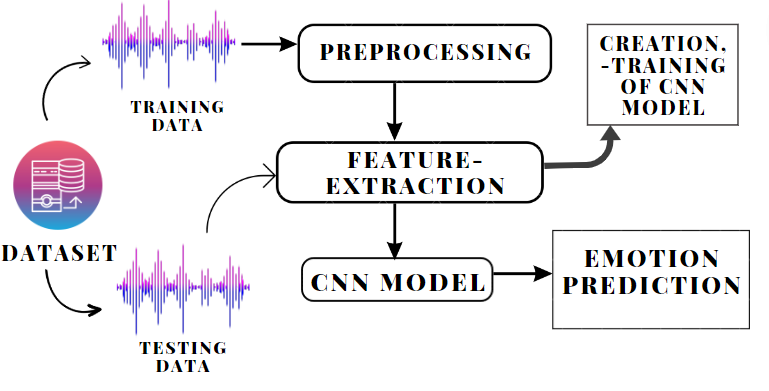 TRAINING
DATA
PREPROCESSING
CREATION,
-TRAINING
OF CNN
MODEL
FEATURE-
EXTRACTION
DATASET
CNN MODEL
EMOTION
PREDICTION
TESTING
DATA